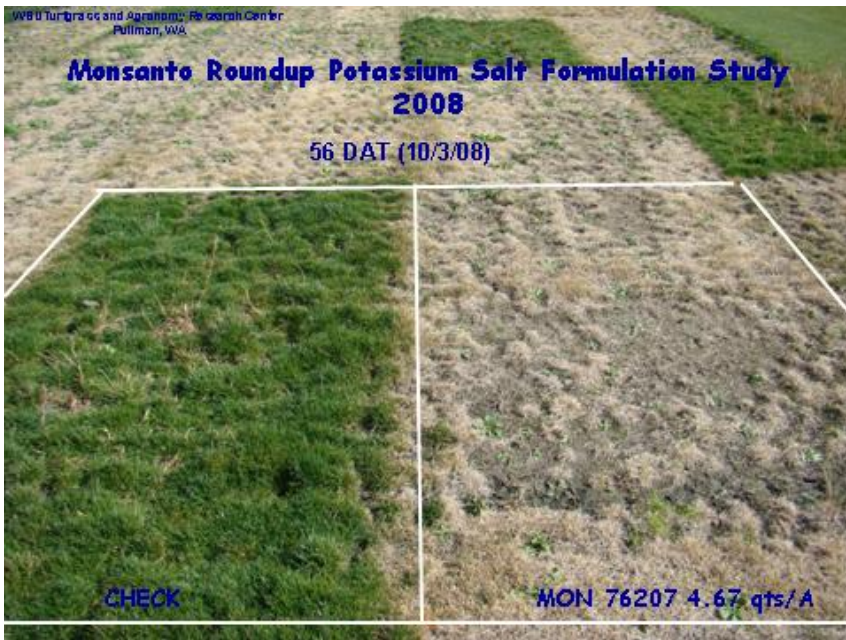 WSU Turfgrass and Agronomy Research Center
Pullman, WA
Monsanto Roundup Potassium Salt Formulation Study
2008
56 DAT (10/3/08)
CHECK
MON 76207 4.67 qts/A